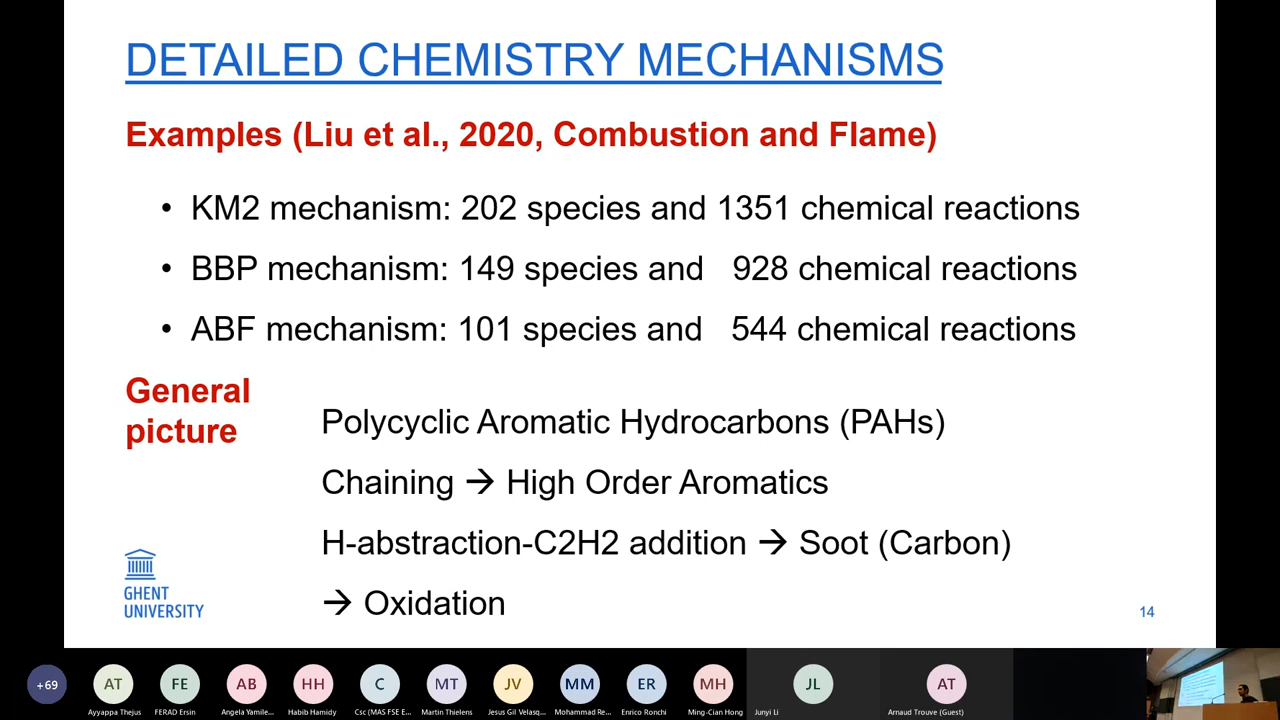 DETAILED CHEMISTRY MECHANISMS
Examples (Liu et al., 2020, Combustion and Flame)
• KM2 mechanism: 202 species and 1351 chemical reactions
• BBP mechanism: 149 species and 928 chemical reactions
• ABF mechanism: 101 species and 544 chemical reactions
General
picture
Polycyclic Aromatic Hydrocarbons (PAHs)
Chaining → High Order Aromatics
H-abstraction-C2H2 addition → Soot (Carbon)
→ Oxidation
GHENT
UNIVERSITY
14
+69
AT
FE
AB
HH
C
MT
JV
MM
ER
MH
JL
AT
Ayyappa Thejus
FERAD Ersin
Angela Yamile...
Habib Hamidy
Csc (MAS FSE E...
Martin Thielens
Jesus Gil Velasq...
Mohammad Re...
Enrico Ronchi
Ming-Cian Hong
Junyi Li
Arnaud Trouve (Guest)